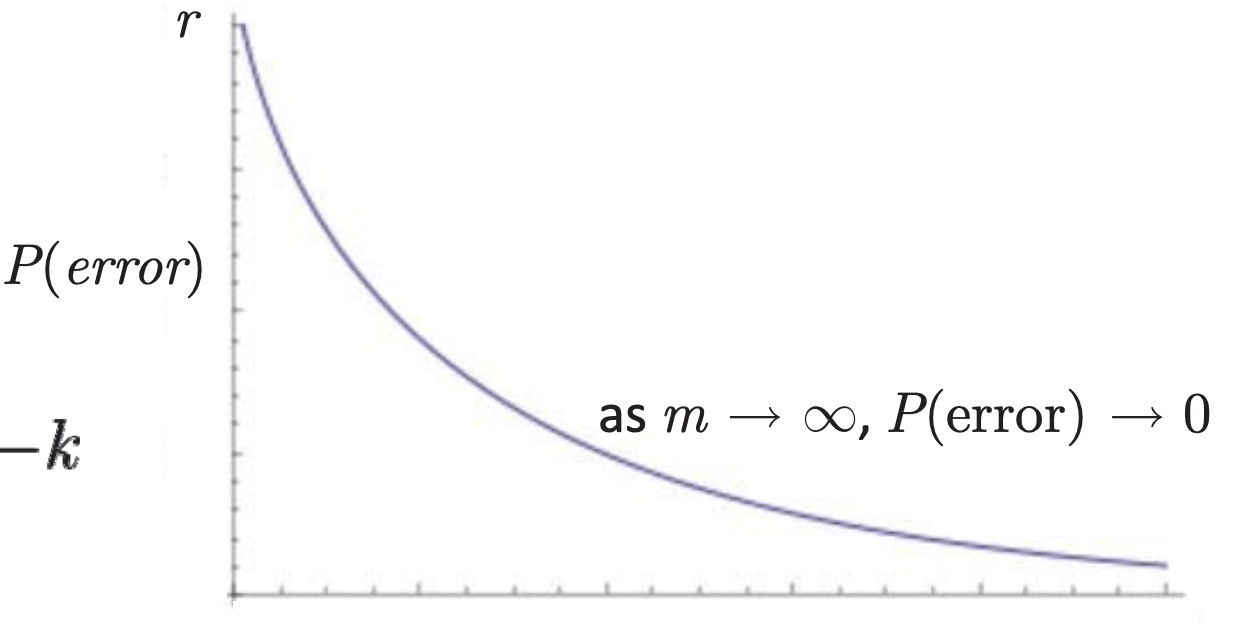 r
P(error)
as m → ∞, P(error) → 0
−k